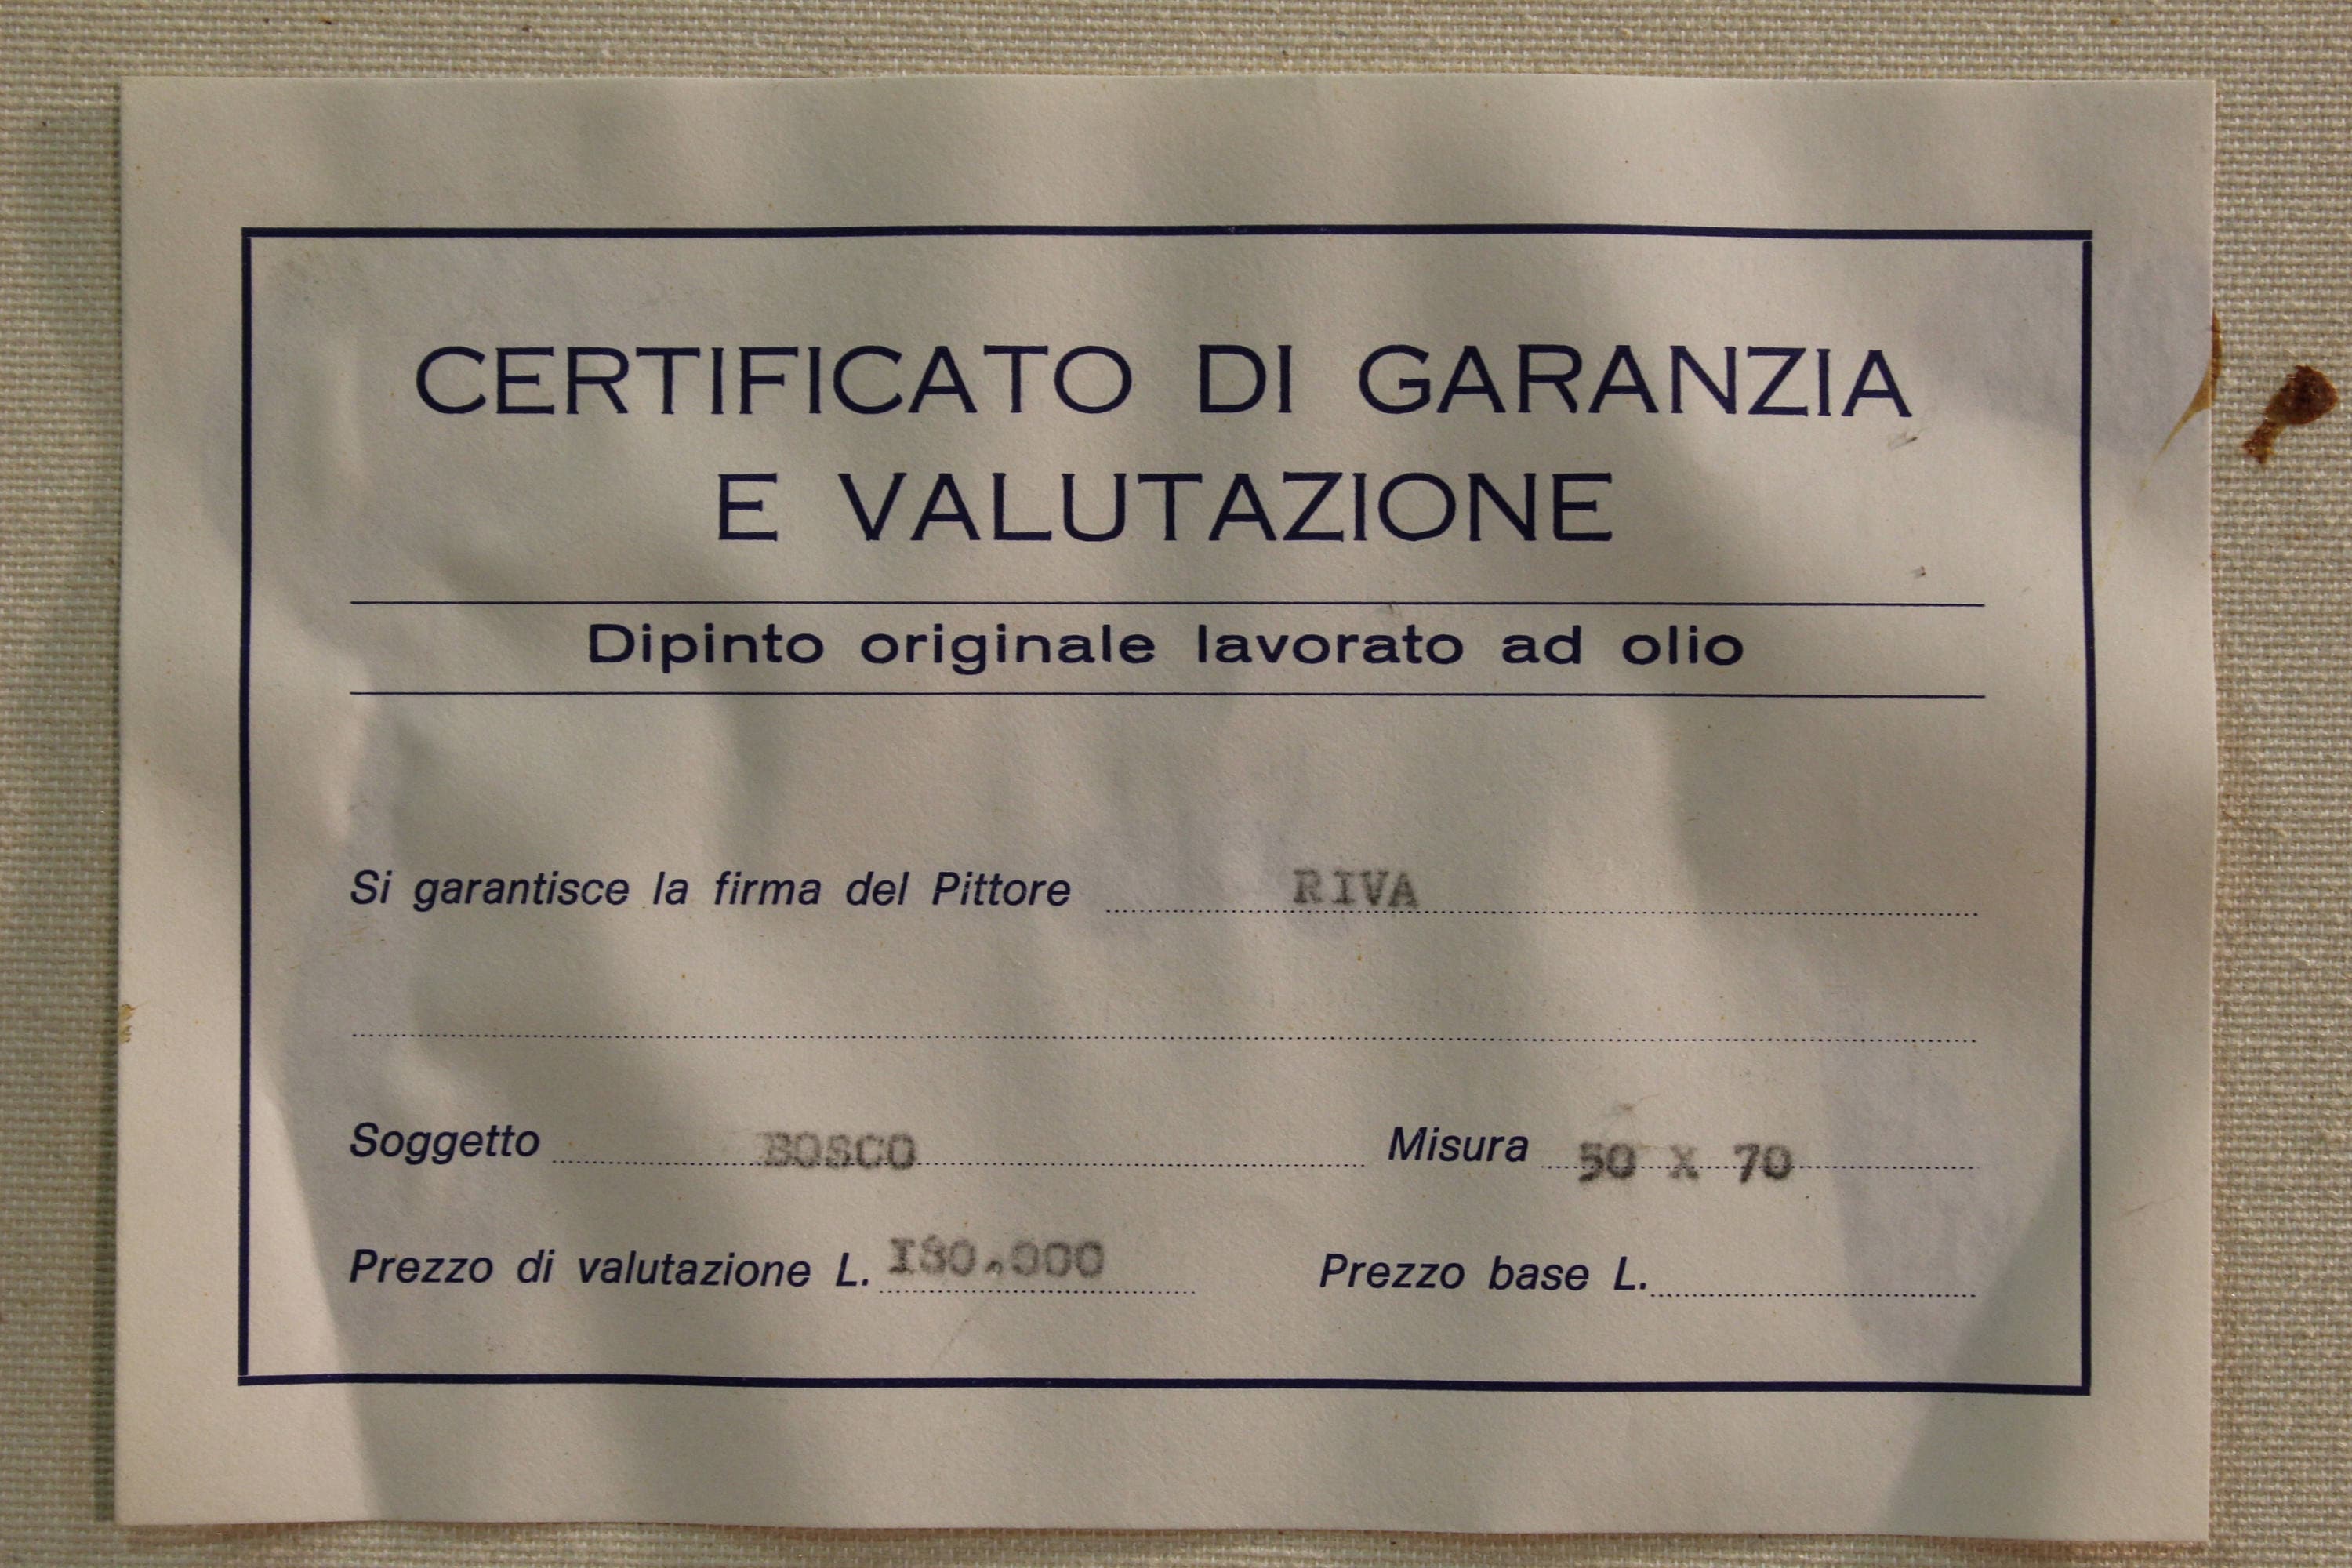 CERTIFICATO DI GARANZIA
E VALUTAZIONE
Dipinto originale lavorato ad olio
Si garantisce la firma del Pittore RIVA
Soggetto BOSCO Misura 50 X 70
Prezzo di valutazione L. I80.000 Prezzo base L.